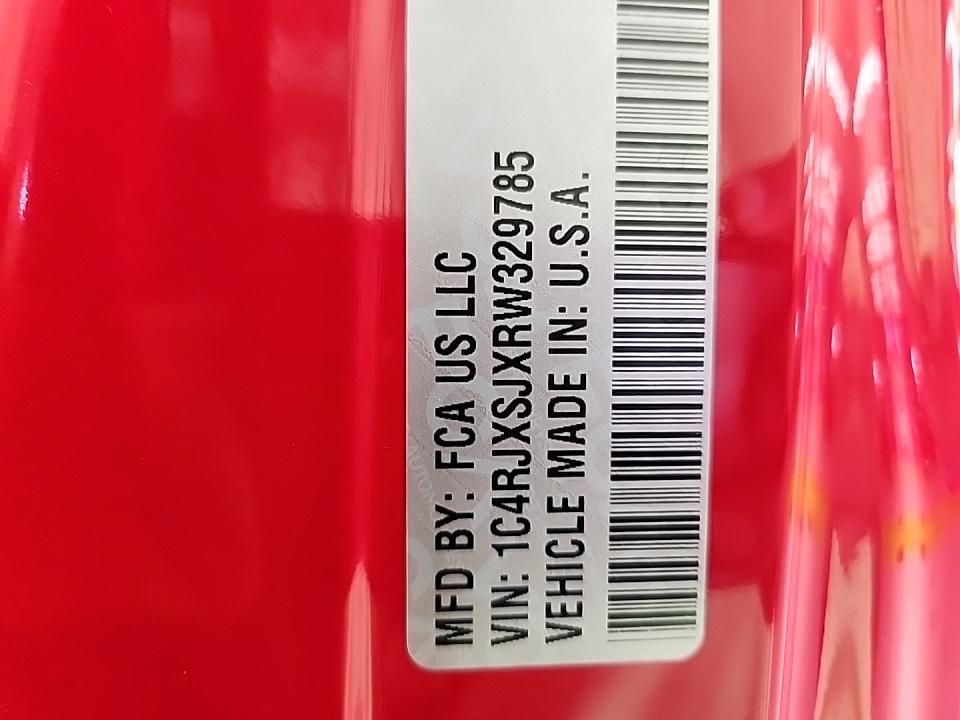 MFD BY: FCA US LLC
VIN: 1C4RJXSJXRW329785
VEHICLE MADE IN: U.S.A.